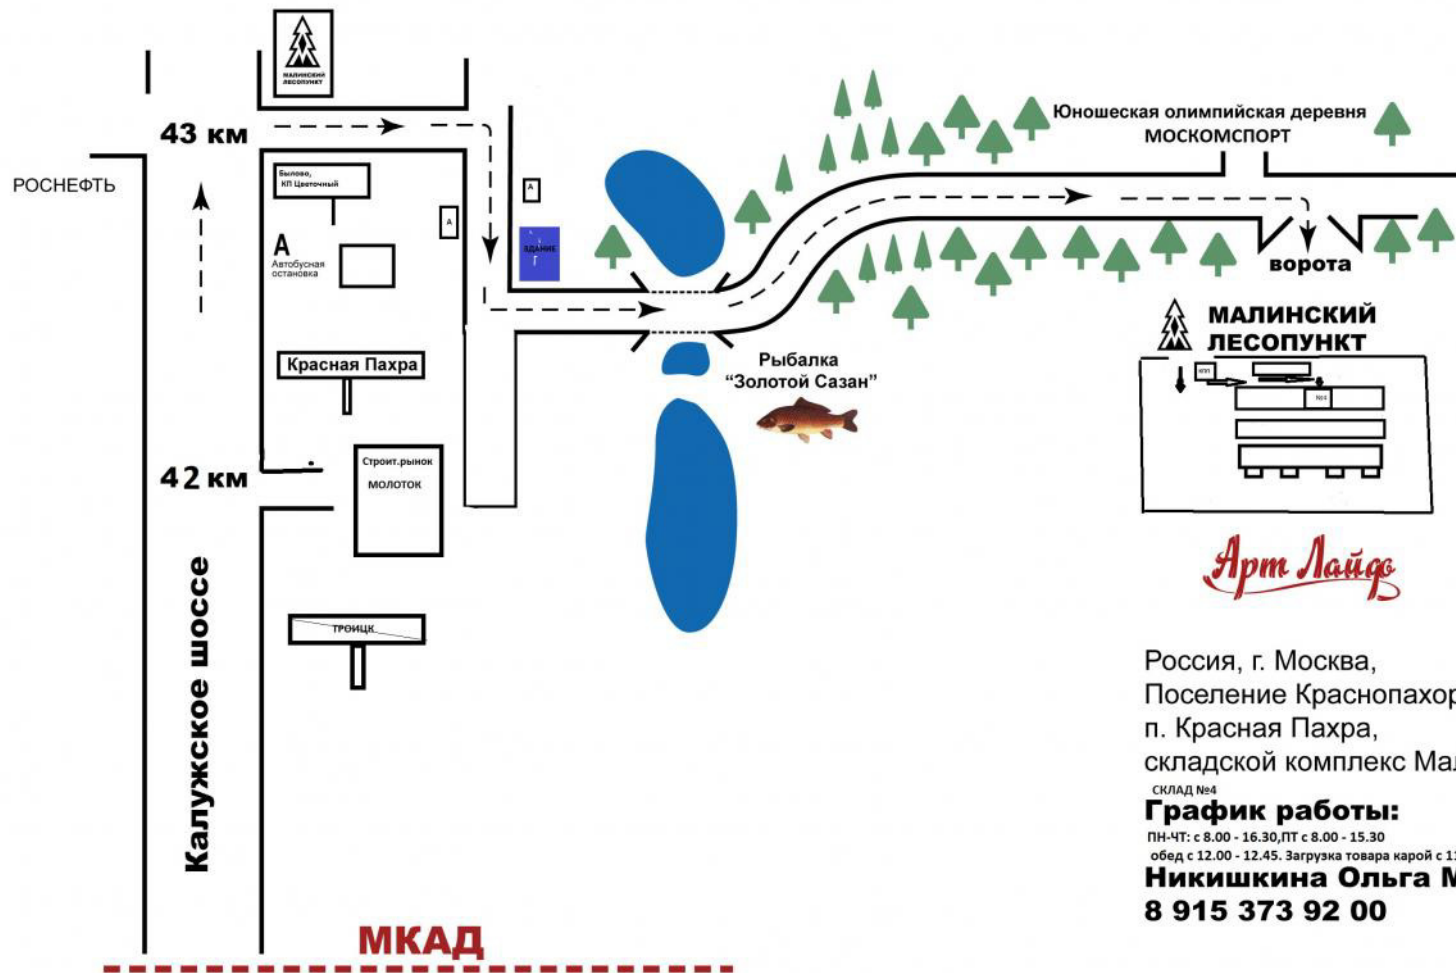 МАЛИНСКИЙ
ЛЕСОПУНКТ
43 км
РОСНЕФТЬ
Былово,
КП Цветочный
А
Автобусная
остановка
А
А
ЗДАНИЕ
Юношеская олимпийская деревня
МОСКОМСПОРТ
ворота
Красная Пахра
Рыбалка
“Золотой Сазан”
42 км
Строит.рынок
МОЛОТОК
ТРОИЦК
Калужское шоссе
МКАД
МАЛИНСКИЙ
ЛЕСОПУНКТ
КПП
№4
Арт Лайф
Россия, г. Москва,
Поселение Краснопахор
п. Красная Пахра,
складской комплекс Мал
СКЛАД №4
График работы:
ПН-ЧТ: с 8.00 - 16.30,ПТ с 8.00 - 15.30
обед с 12.00 - 12.45. Загрузка товара карой с 11
Никишкина Ольга М
8 915 373 92 00